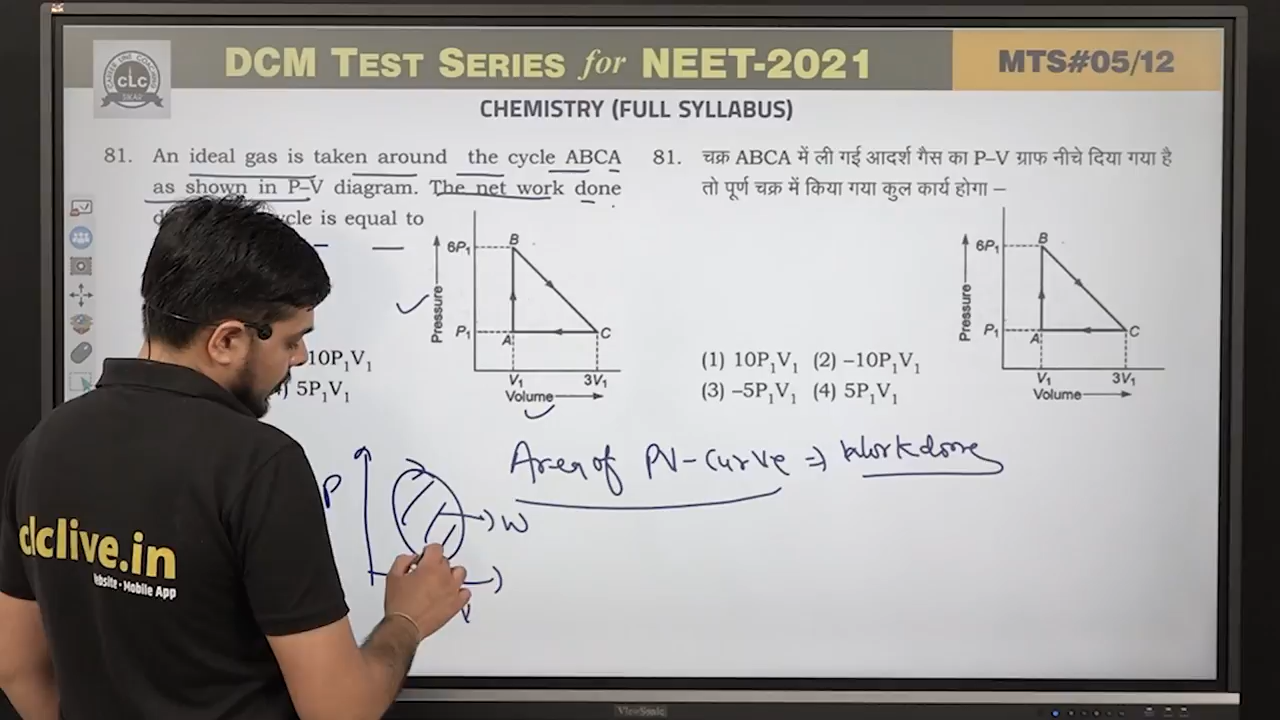 DCM TEST SERIES for NEET-2021
MTS#05/12
CLC
SIKAR
CHEMISTRY (FULL SYLLABUS)
81. An ideal gas is taken around the cycle ABCA
as shown in P–V diagram. The net work done
cle is equal to
6P₁
B
Pressure
P₁
A
C
V₁
3V₁
Volume
10P₁V₁
5P₁V₁
81. चक्र ABCA में ली गई आदर्श गैस का P–V ग्राफ नीचे दिया गया है
तो पूर्ण चक्र में किया गया कुल कार्य होगा –
6P₁
B
Pressure
P₁
A
C
V₁
3V₁
Volume
(1) 10P₁V₁ (2) –10P₁V₁
(3) –5P₁V₁ (4) 5P₁V₁
Area of PV-Curve ⇒ Workdone
P
W
V
clclive.in
Website • Mobile App
ViewSonic